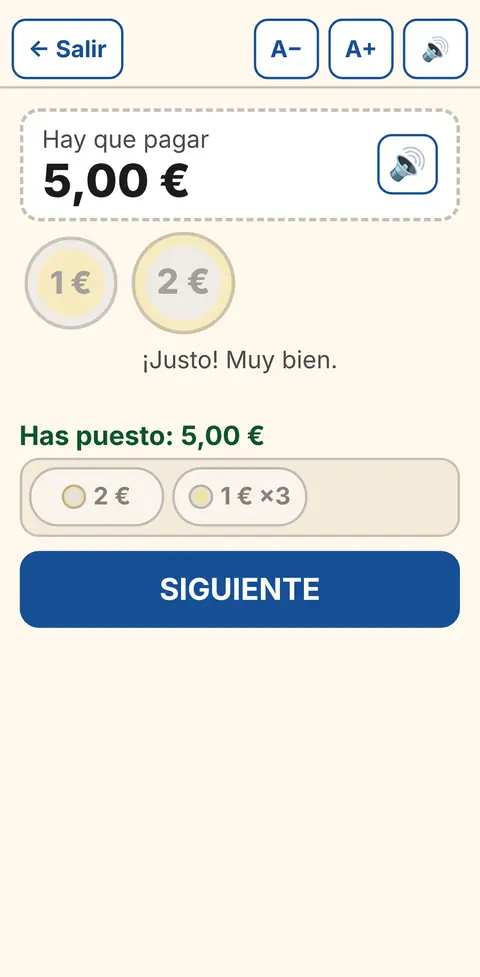 ← Salir A− A+
Hay que pagar
5,00 €
1 € 2 €
¡Justo! Muy bien.
Has puesto: 5,00 €
2 € 1 € ×3
SIGUIENTE